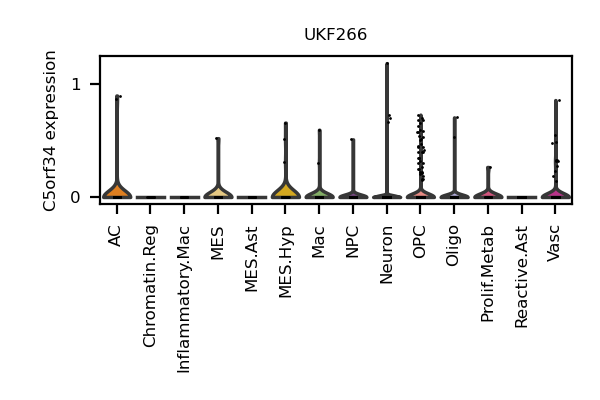 UKF266
C5orf34 expression
1
0
AC
Chromatin.Reg
Inflammatory.Mac
MES
MES.Ast
MES.Hyp
Mac
NPC
Neuron
OPC
Oligo
Prolif.Metab
Reactive.Ast
Vasc